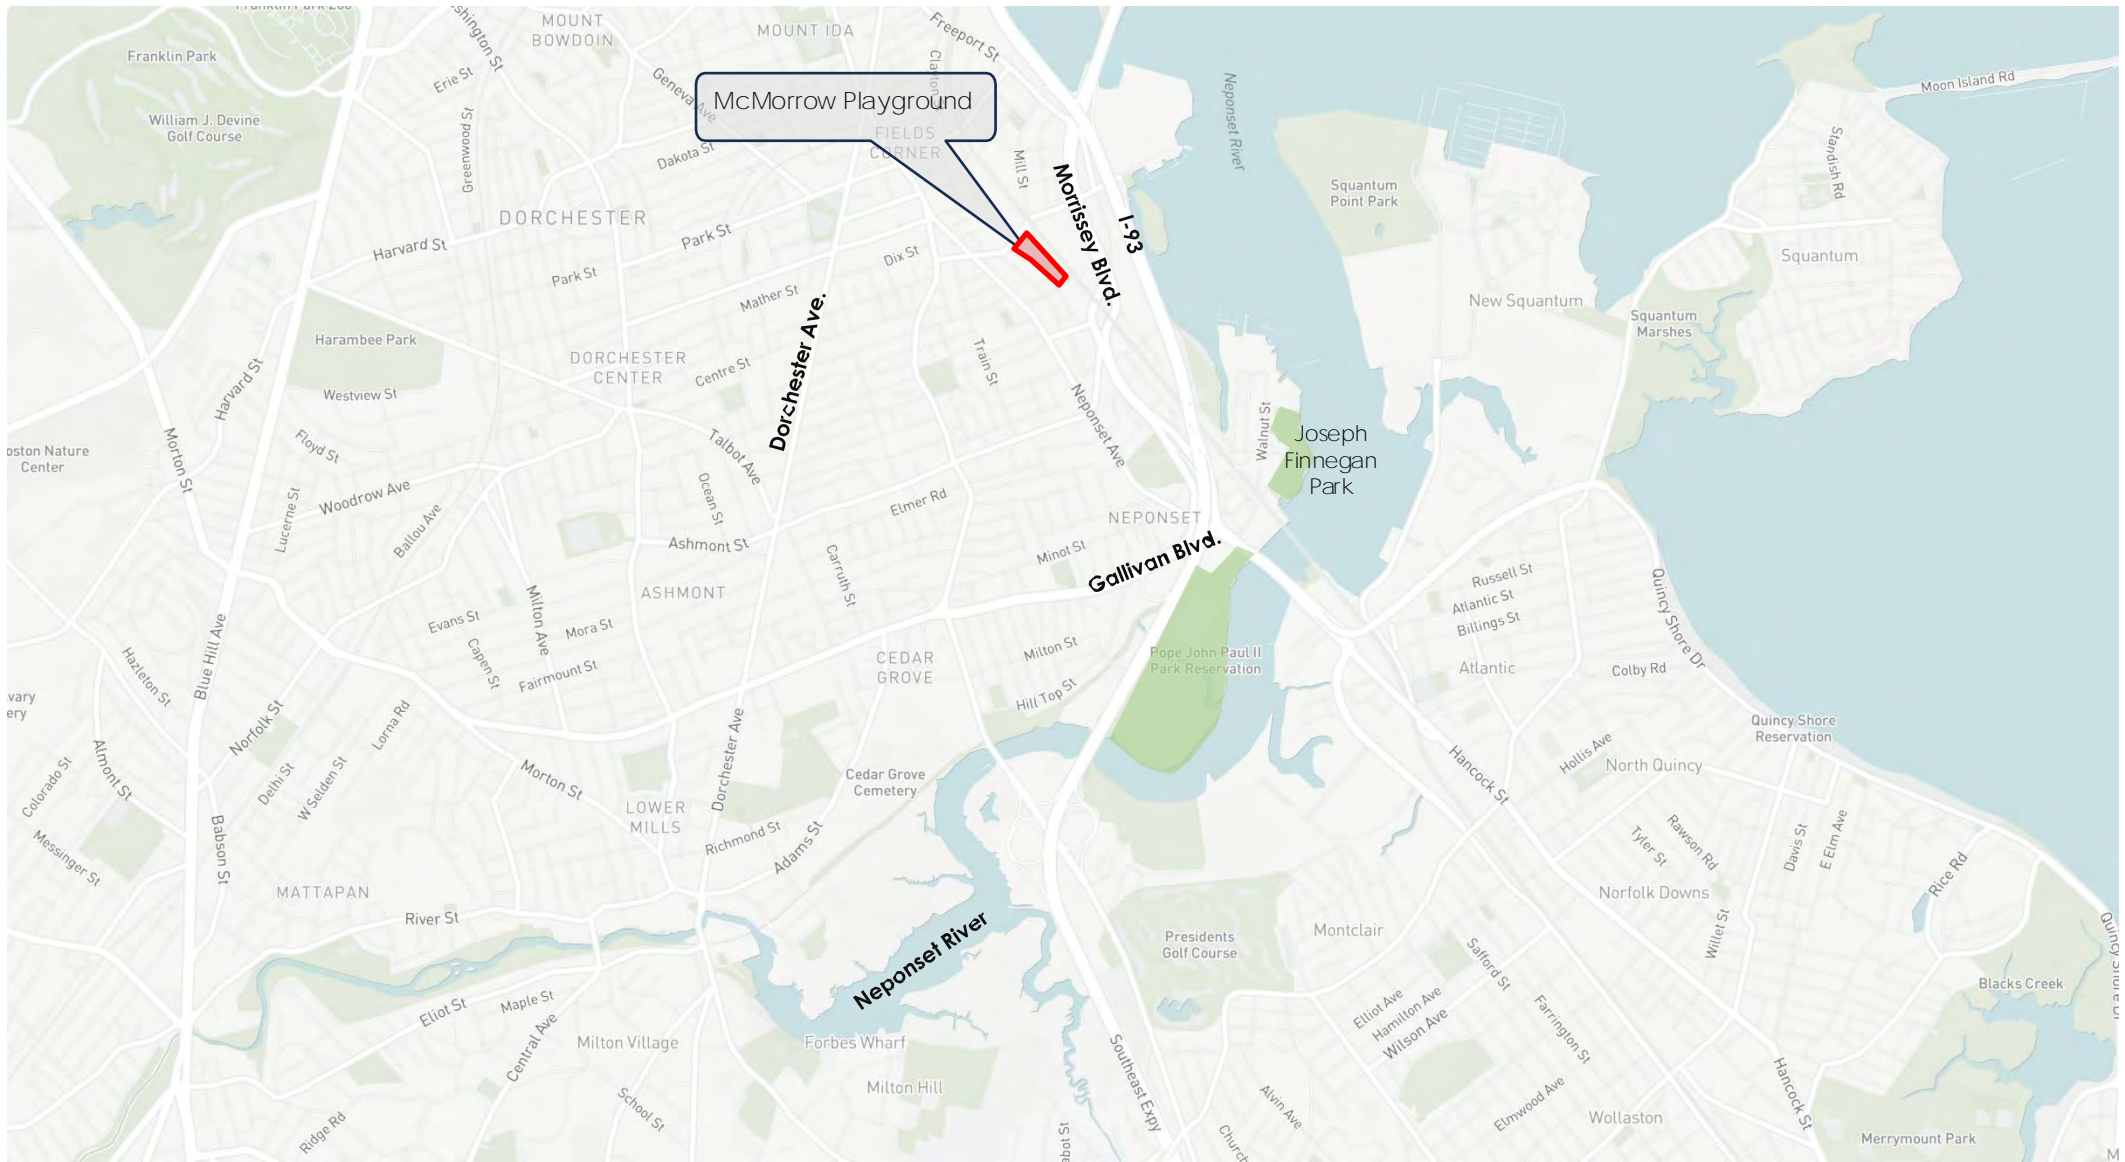 Franklin Park Zoo
MOUNT
BOWDOIN
MOUNT IDA
Freeport St
Franklin Park
Erie St
Geneva Ave
McMorrow Playground
William J. Devine
Golf Course
Greenwood St
Dakota St
FIELDS
CORNER
Mill St
Neponset River
Moon Island Rd
Standish Rd
Squantum
Point Park
DORCHESTER
Harvard St
Park St
Park St
Dix St
Mather St
Morrissey Blvd.
I-93
Squantum
New Squantum
Squantum
Marshes
Harambee Park
DORCHESTER
CENTER
Centre St
Dorchester Ave.
Train St
Neponset Ave
Harvard St
Westview St
Floyd St
Talbot Ave
Walnut St
Joseph
Finnegan
Park
oston Nature
Center
Morton St
Lucerne St
Woodrow Ave
Ballou Ave
Ocean St
Elmer Rd
NEPONSET
Ashmont St
Minot St
Gallivan Blvd.
Carruth St
ASHMONT
Russell St
Atlantic St
Billings St
Quincy Shore Dr
Blue Hill Ave
Evans St
Milton Ave
Mora St
Capen St
Fairmount St
CEDAR
GROVE
Milton St
Hill Top St
Pope John Paul II
Park Reservation
Atlantic
Colby Rd
Hazleton St
vary
ery
Norfolk St
Lorna Rd
Dorchester Ave
Quincy Shore
Reservation
Colorado St
Almont St
Delhi St
W Selden St
Morton St
Cedar Grove
Cemetery
Hancock St
Hollis Ave
North Quincy
LOWER
MILLS
Richmond St
Adams St
Messinger St
Babson St
Tyler St
Rawson Rd
Davis St
E Elm Ave
Rice Rd
MATTAPAN
River St
Norfolk Downs
Neponset River
Presidents
Golf Course
Montclair
Safford St
Willet St
Quincy Shore Dr
Eliot St
Maple St
Central Ave
Milton Village
Forbes Wharf
Elliot Ave
Hamilton Ave
Wilson Ave
Farrington St
Blacks Creek
Southeast Expy
Milton Hill
School St
Ridge Rd
Alvin Ave
Elmwood Ave
Hancock St
Wollaston
Church
Merrymount Park